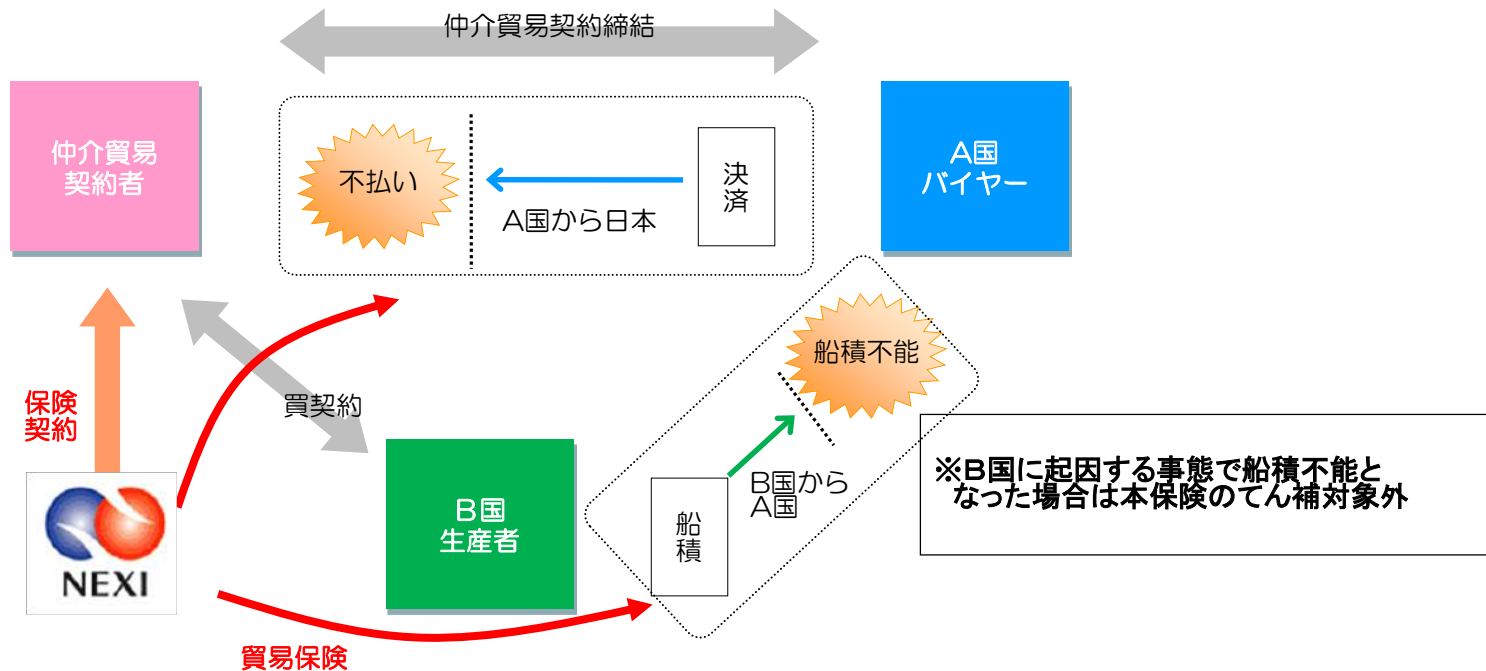 仲介貿易契約締結
仲介貿易
契約者
不払い
A国から日本
決
済
A国
バイヤー
船積不能
保険
契約
買契約
B国
生産者
B国から
A国
船
積
※B国に起因する事態で船積不能と
なった場合は本保険のてん補対象外
NEXI
貿易保険